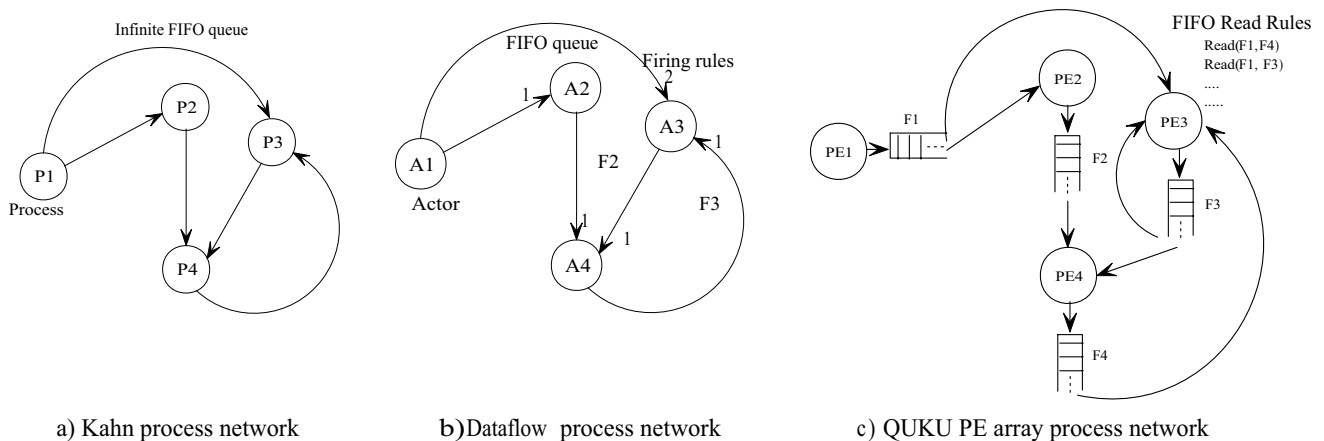 Infinite FIFO queue
P2
P3
P1
Process
P4
a) Kahn process network
FIFO queue
Firing rules
2
1
A2
A3
1
A1
F2
Actor
F3
1
1
A4
b)Dataflow process network
FIFO Read Rules
Read(F1,F4)
Read(F1, F3)
....
.....
PE2
F1
PE3
PE1
....
F2
F3
PE4
F4
c) QUKU PE array process network